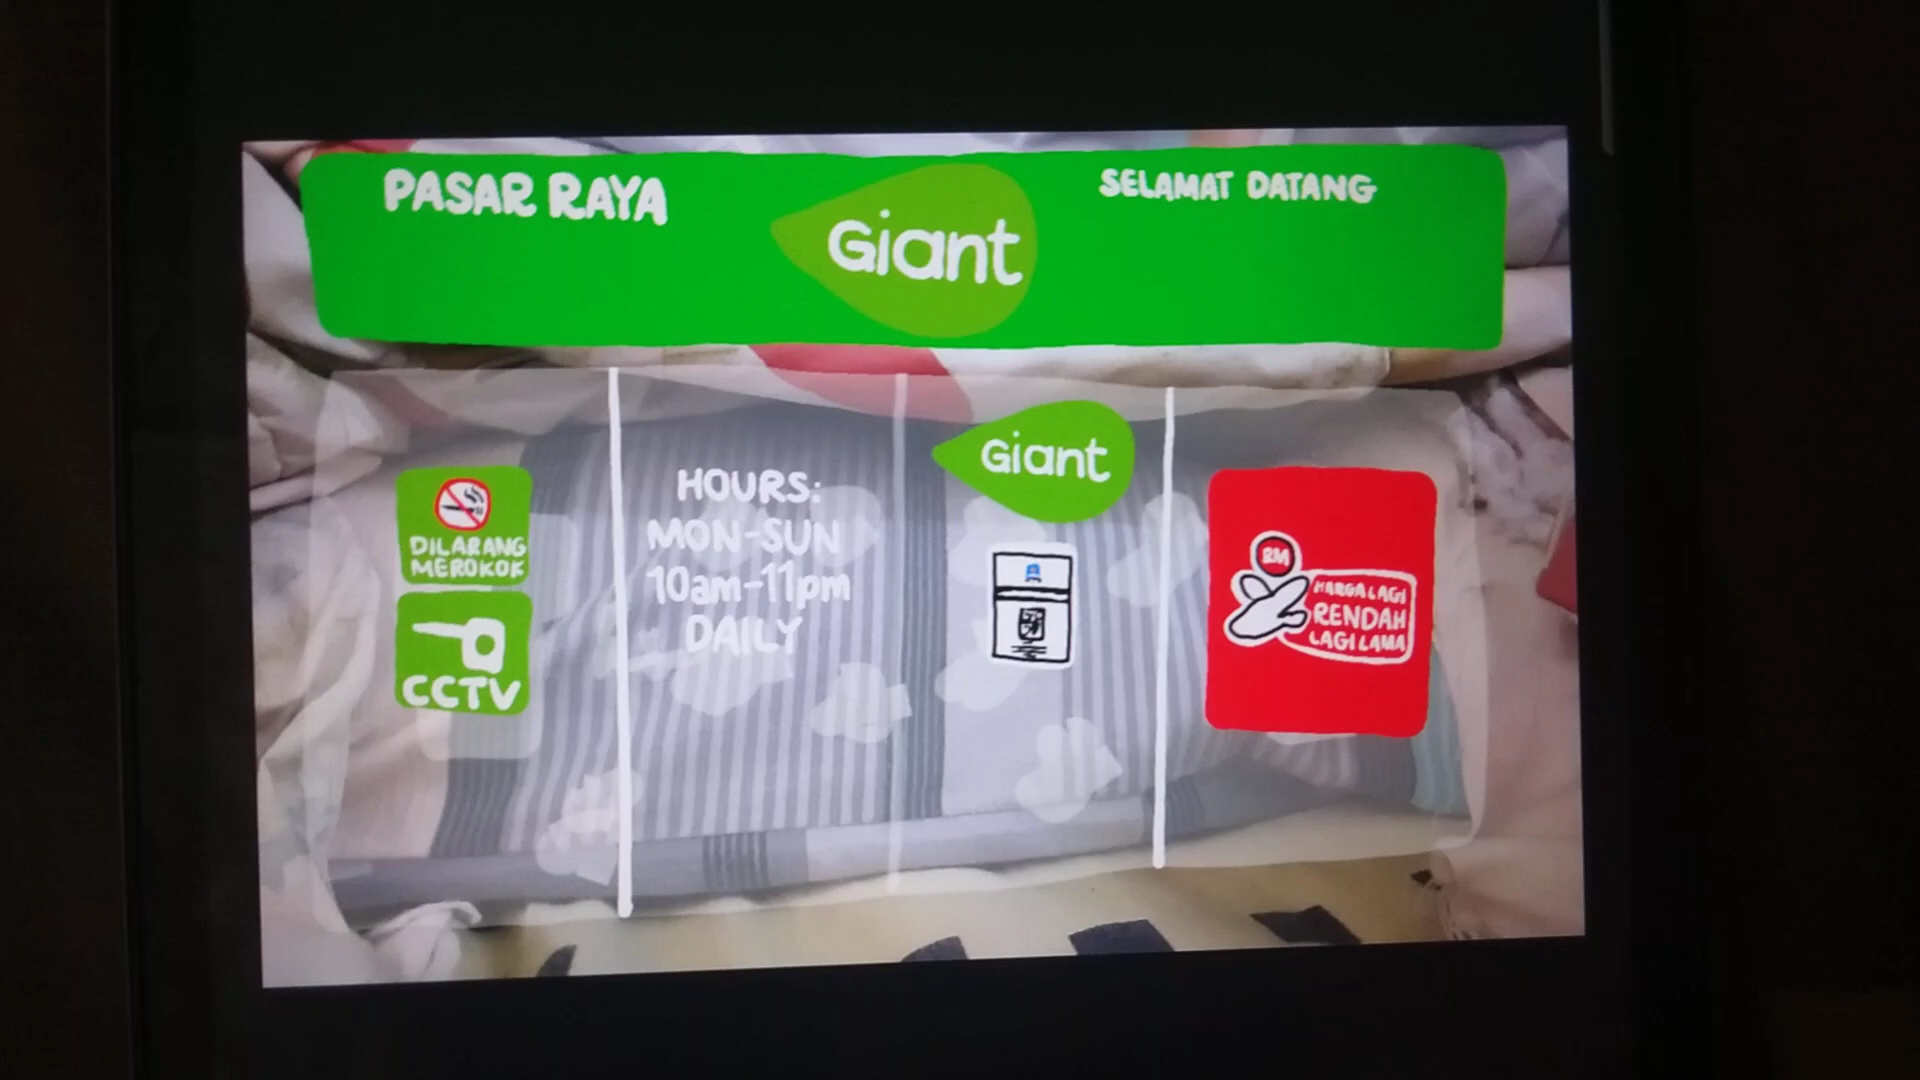 PASAR RAYA
Giant
SELAMAT DATANG
DILARANG
MEROKOK
CCTV
HOURS:
MON-SUN
10am-11pm
DAILY
Giant
RM
HARGA LAGI
RENDAH
LAGI LAMA